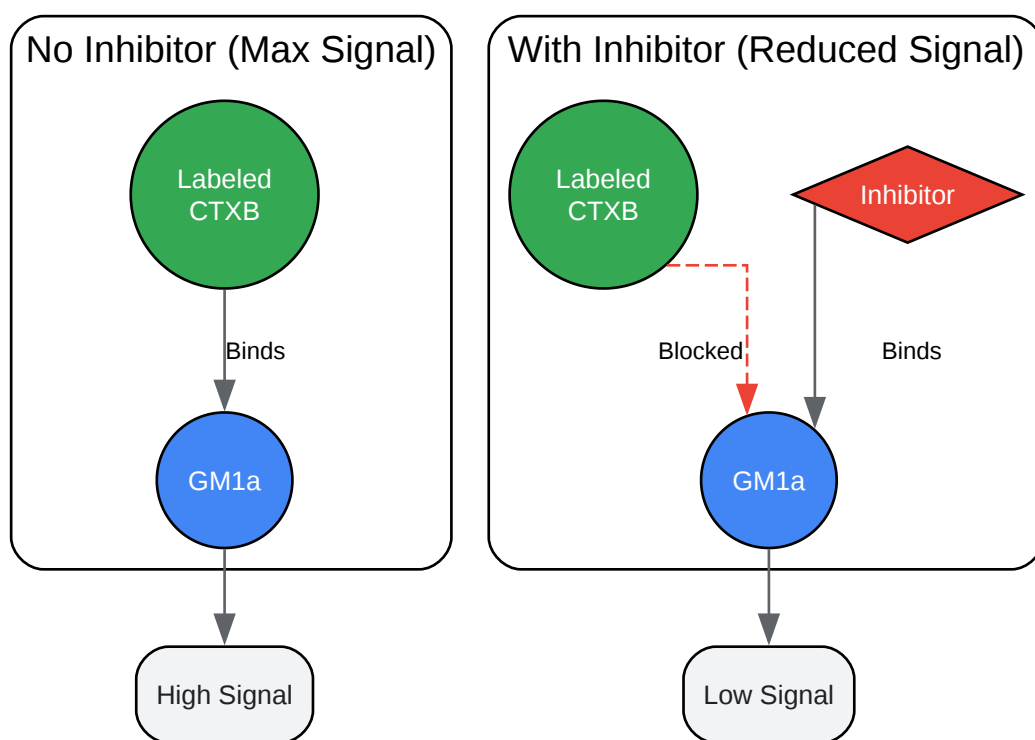 No Inhibitor (Max Signal)
Labeled
CTXB
Binds
GM1a
High Signal
With Inhibitor (Reduced Signal)
Labeled
CTXB
Inhibitor
Blocked
Binds
GM1a
Low Signal